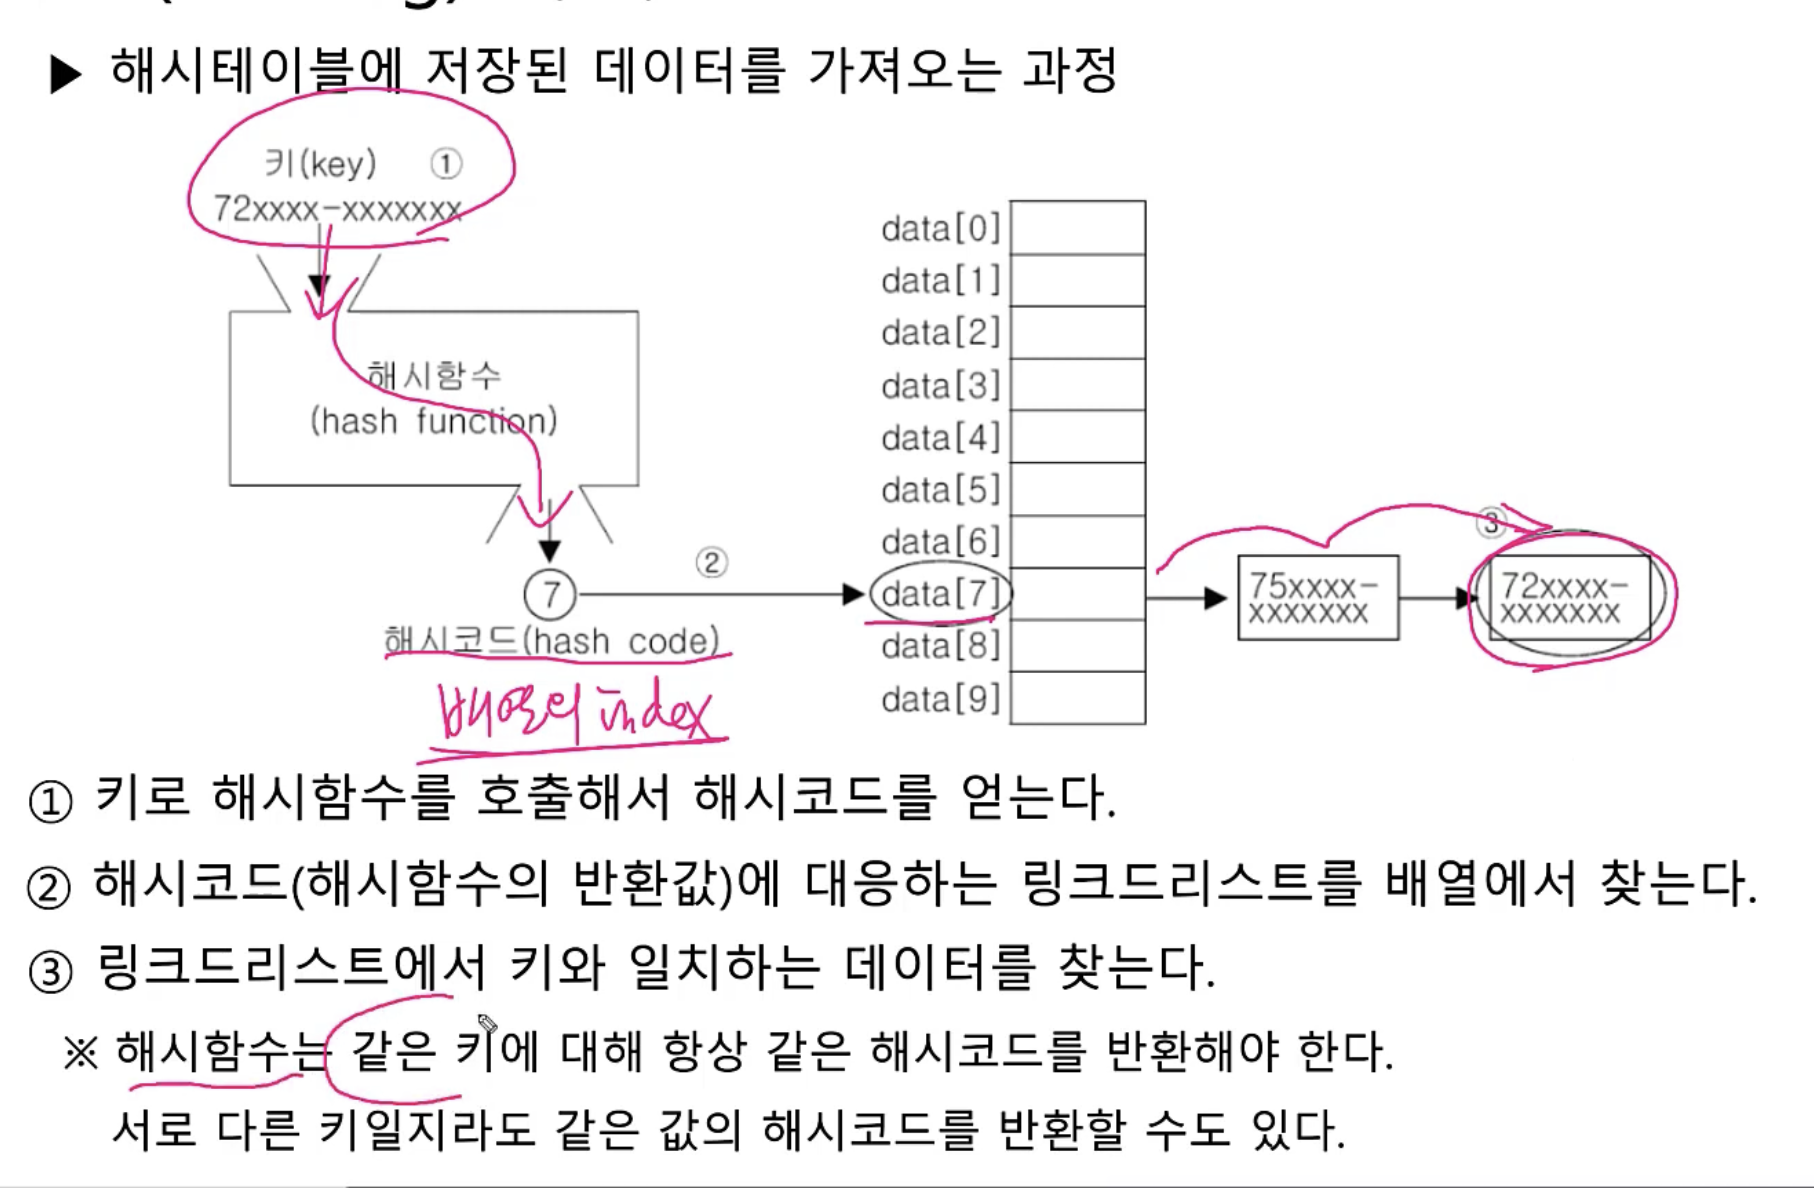 ▶ 해시테이블에 저장된 데이터를 가져오는 과정
키(key) ①
72xxxx-xxxxxxx
해시함수
(hash function)
7
해시코드(hash code)
배열의 index
②
data[0]
data[1]
data[2]
data[3]
data[4]
data[5]
data[6]
data[7]
data[8]
data[9]
75xxxx-
xxxxxxx
③
72xxxx-
xxxxxxx
① 키로 해시함수를 호출해서 해시코드를 얻는다.
② 해시코드(해시함수의 반환값)에 대응하는 링크드리스트를 배열에서 찾는다.
③ 링크드리스트에서 키와 일치하는 데이터를 찾는다.
※ 해시함수는 같은 키에 대해 항상 같은 해시코드를 반환해야 한다.
서로 다른 키일지라도 같은 값의 해시코드를 반환할 수도 있다.